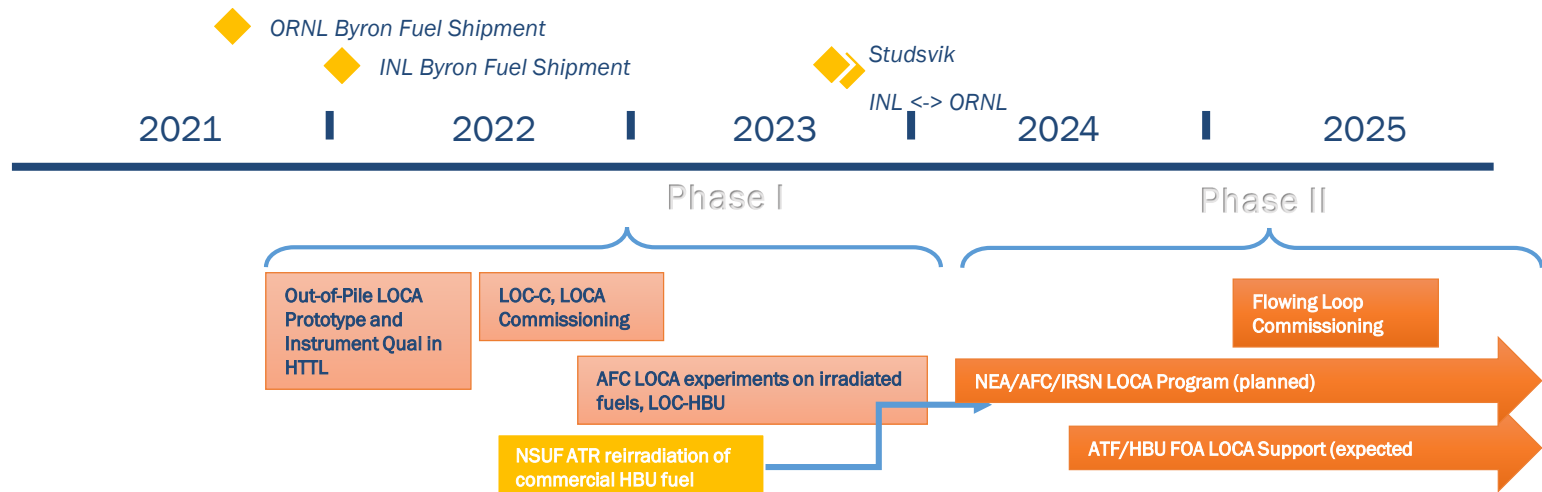 ORNL Byron Fuel Shipment
INL Byron Fuel Shipment
Studsvik
INL <-> ORNL
2021
2022
2023
2024
2025
Phase I
Phase II
Out-of-Pile LOCA
Prototype and
Instrument Qual in
HTTL
LOC-C, LOCA
Commissioning
Flowing Loop
Commissioning
AFC LOCA experiments on irradiated
fuels, LOC-HBU
NEA/AFC/IRSN LOCA Program (planned)
NSUF ATR reirradiation of
commercial HBU fuel
ATF/HBU FOA LOCA Support (expected